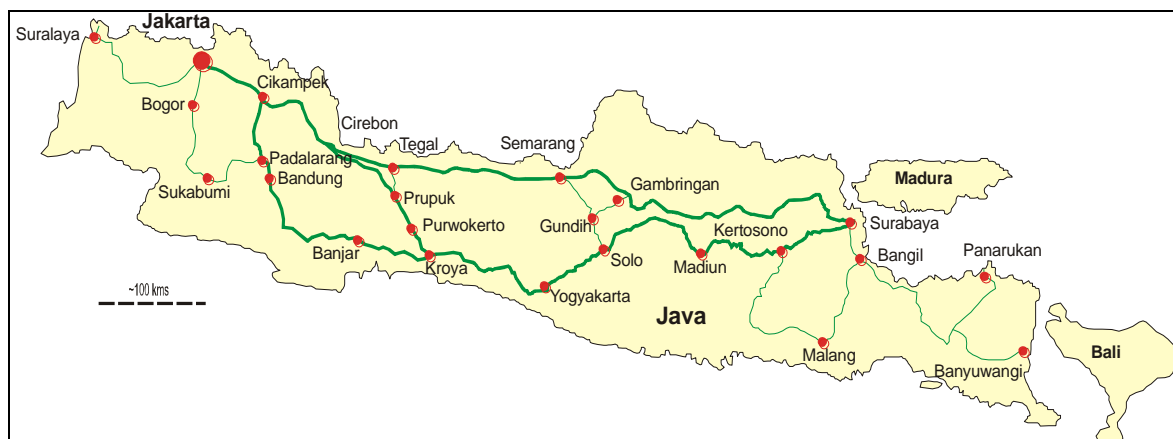 Jakarta
Suralaya
Cikampek
Bogor
Cirebon
Tegal
Semarang
Padalarang
Bandung
Sukabumi
Prupuk
Gambringan
Madura
Purwokerto
Gundih
Kertosono
Surabaya
Banjar
Kroya
Solo
Madiun
Bangil
Panarukan
~100 kms
Yogyakarta
Java
Malang
Banyuwangi
Bali